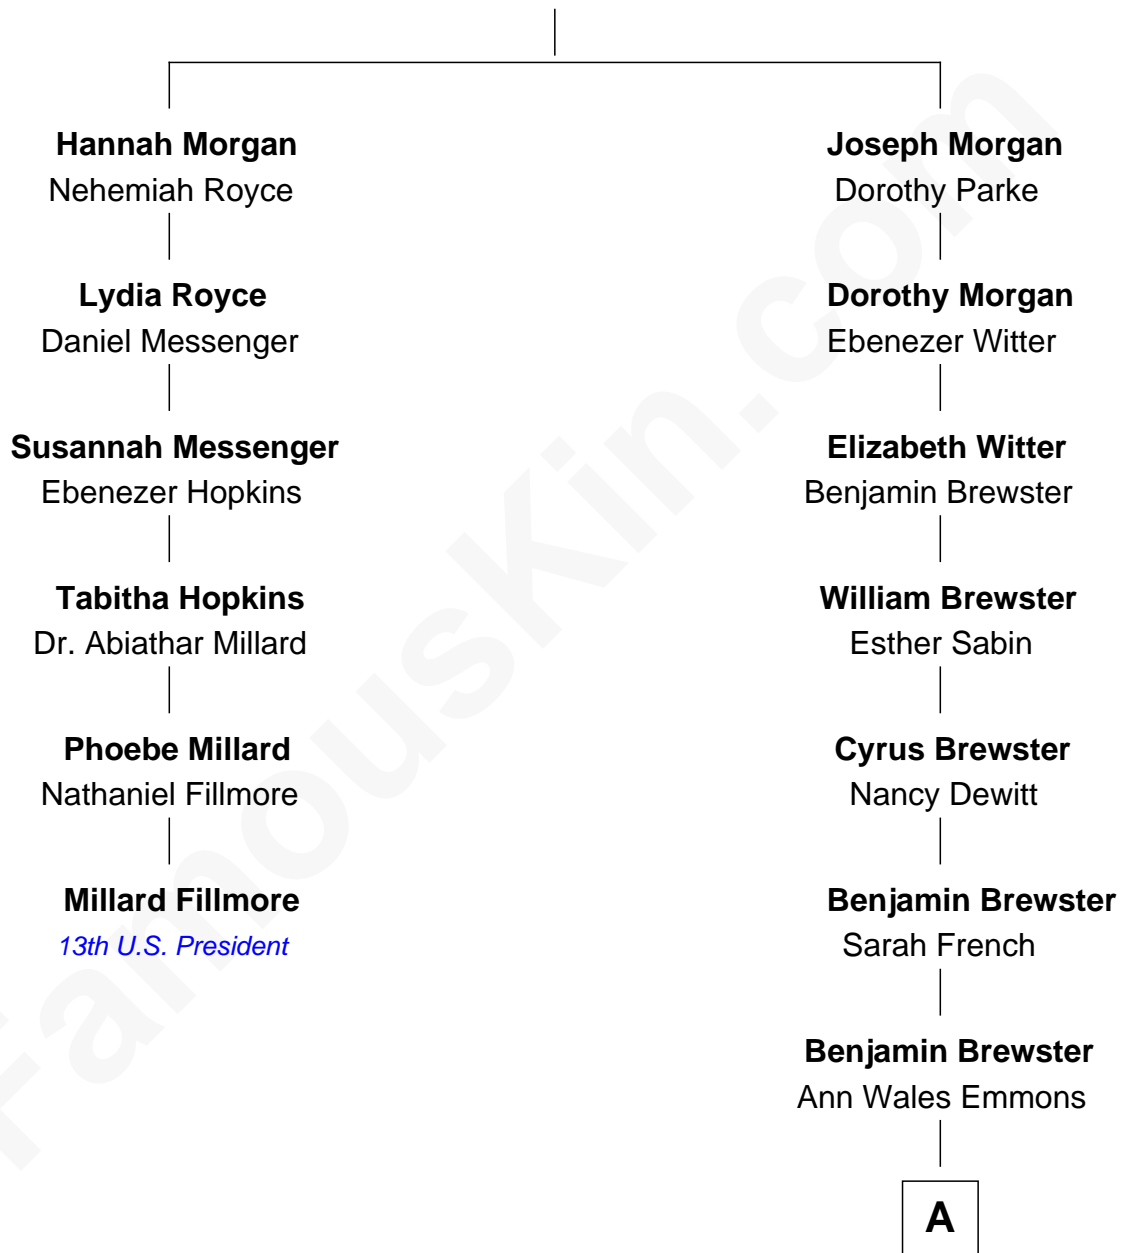 Hannah Morgan
Nehemiah Royce
Lydia Royce
Daniel Messenger
Susannah Messenger
Ebenezer Hopkins
Tabitha Hopkins
Dr. Abiathar Millard
Phoebe Millard
Nathaniel Fillmore
Millard Fillmore
13th U.S. President
Joseph Morgan
Dorothy Parke
Dorothy Morgan
Ebenezer Witter
Elizabeth Witter
Benjamin Brewster
William Brewster
Esther Sabin
Cyrus Brewster
Nancy Dewitt
Benjamin Brewster
Sarah French
Benjamin Brewster
Ann Wales Emmons
A
FamousKin.com